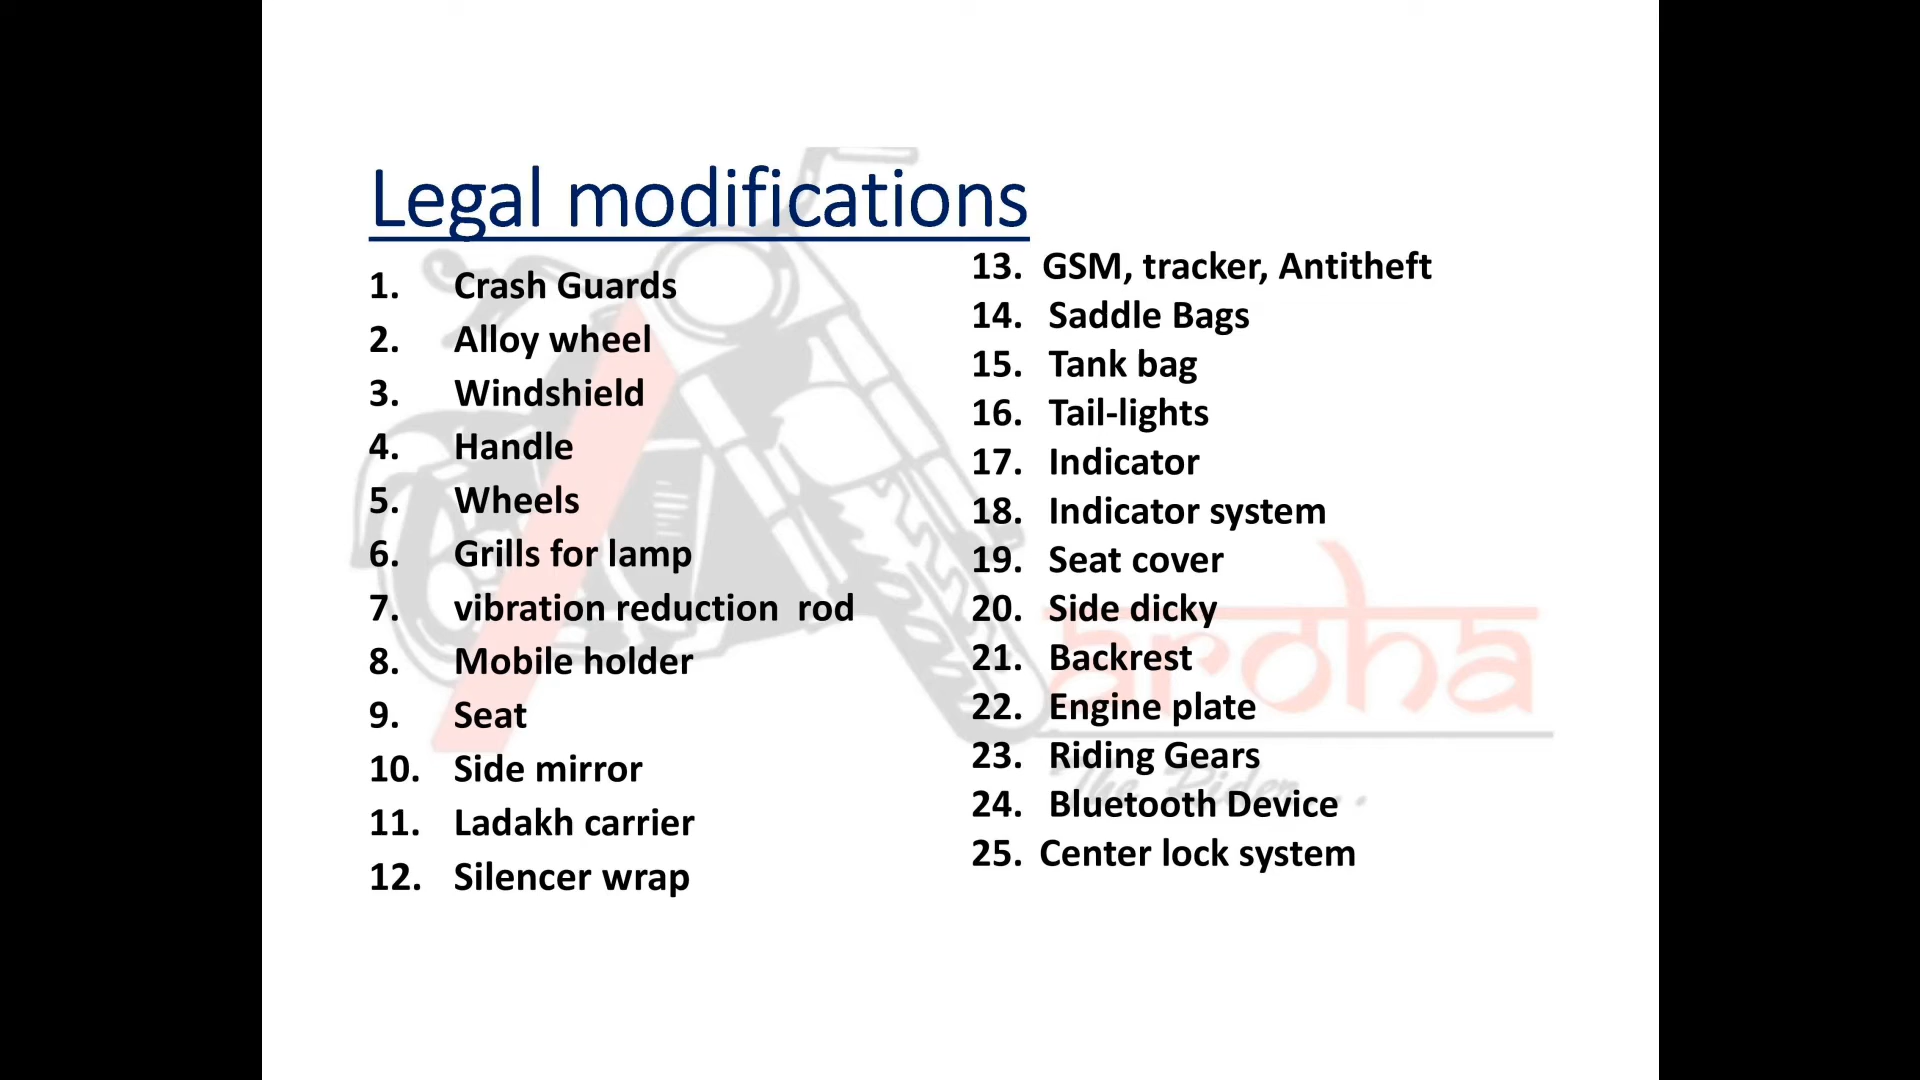 Legal modifications
1. Crash Guards
2. Alloy wheel
3. Windshield
4. Handle
5. Wheels
6. Grills for lamp
7. vibration reduction  rod
8. Mobile holder
9. Seat
10. Side mirror
11. Ladakh carrier
12. Silencer wrap
13. GSM, tracker, Antitheft
14. Saddle Bags
15. Tank bag
16. Tail-lights
17. Indicator
18. Indicator system
19. Seat cover
20. Side dicky
21. Backrest
22. Engine plate
23. Riding Gears
24. Bluetooth Device
25. Center lock system
aroha
The Rider...